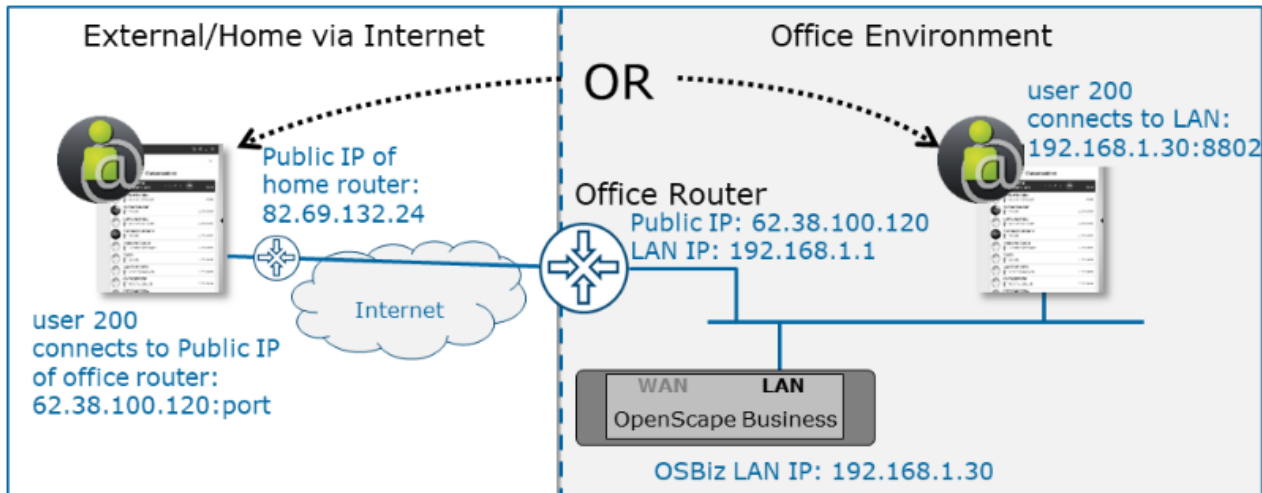 External/Home via Internet
Office Environment
OR
user 200
connects to LAN:
192.168.1.30:8802
@
@
Public IP of
home router:
82.69.132.24
Office Router
Public IP: 62.38.100.120
LAN IP: 192.168.1.1
Internet
user 200
connects to Public IP
of office router:
62.38.100.120:port
WAN LAN
OpenScape Business
OSBiz LAN IP: 192.168.1.30